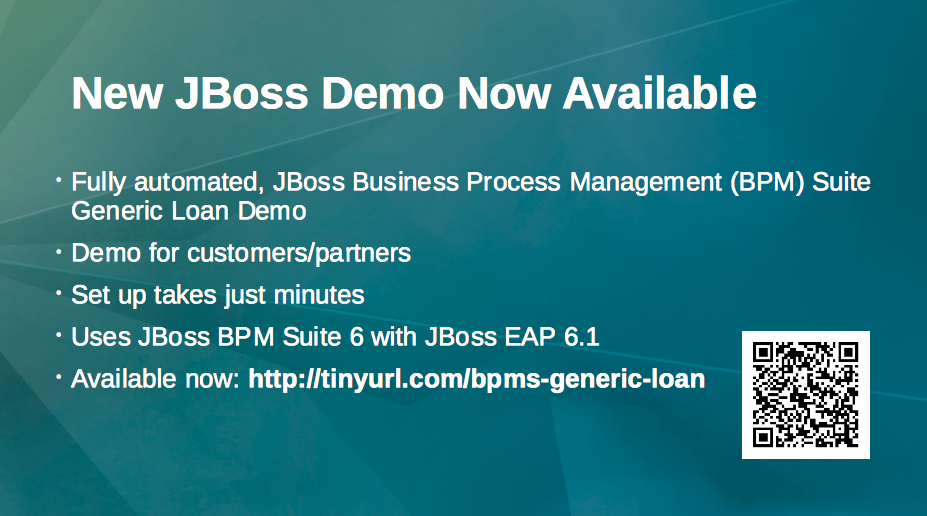 New JBoss Demo Now Available
• Fully automated, JBoss Business Process Management (BPM) Suite
Generic Loan Demo
• Demo for customers/partners
• Set up takes just minutes
• Uses JBoss BPM Suite 6 with JBoss EAP 6.1
• Available now: http://tinyurl.com/bpms-generic-loan